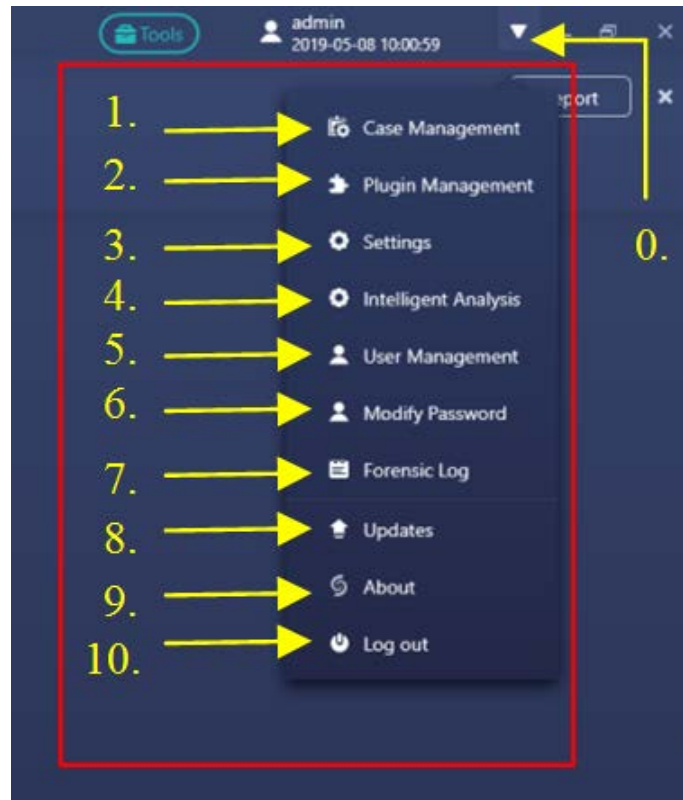 Tools
admin
2019-05-08 10:00:59
port
1. Case Management
2. Plugin Management
3. Settings
0.
4. Intelligent Analysis
5. User Management
6. Modify Password
7. Forensic Log
8. Updates
9. About
10. Log out